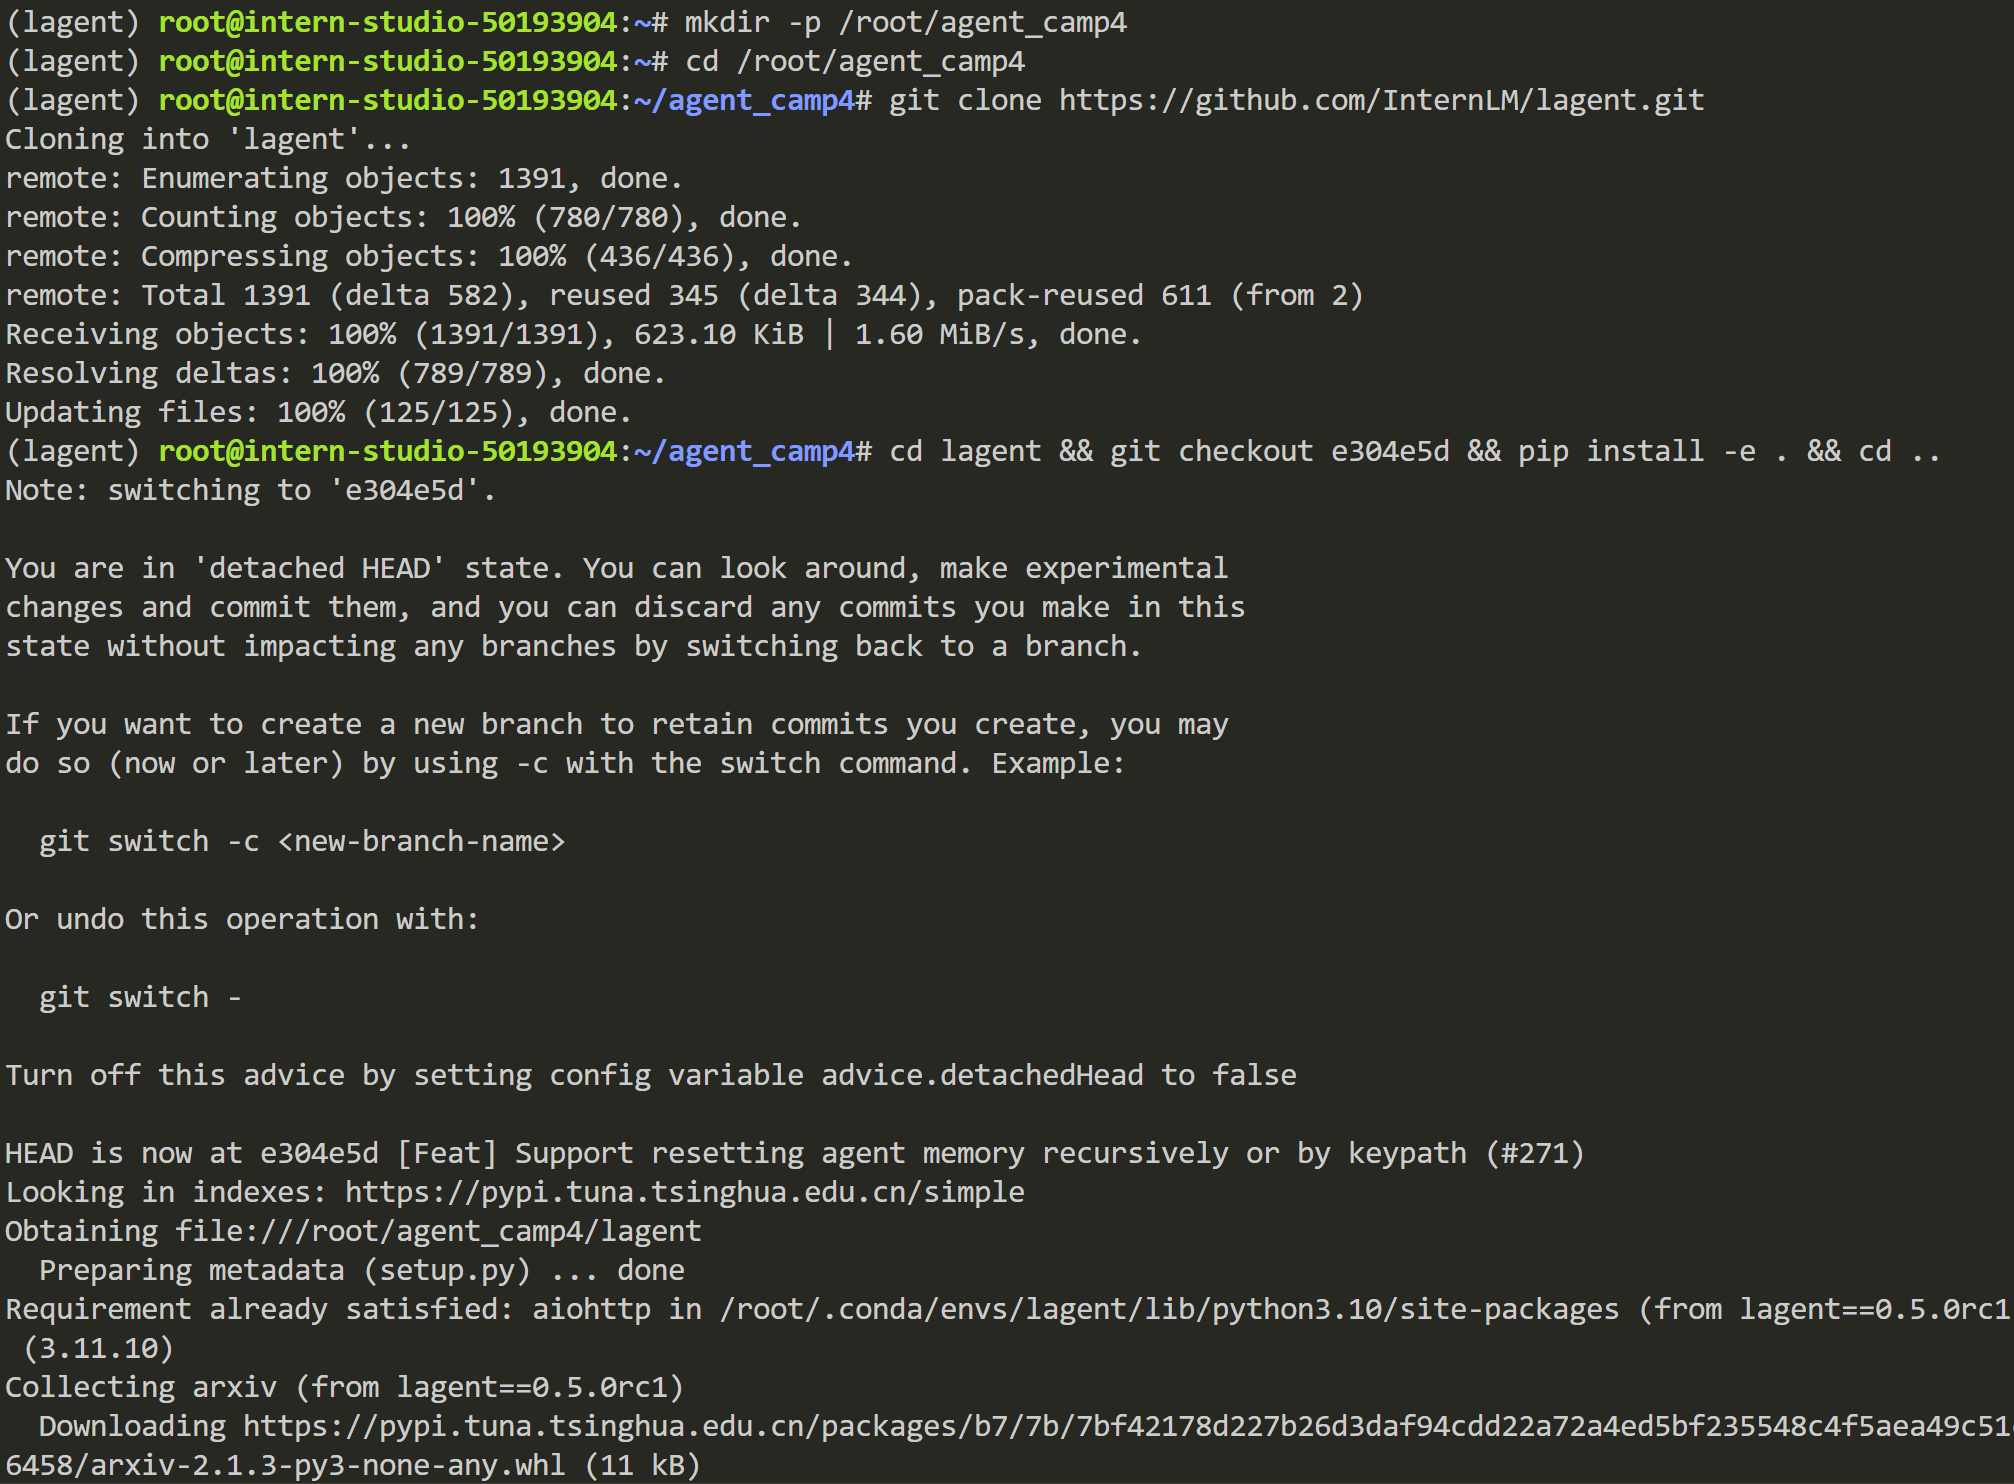 (lagent) root@intern-studio-50193904:~# mkdir -p /root/agent_camp4
(lagent) root@intern-studio-50193904:~# cd /root/agent_camp4
(lagent) root@intern-studio-50193904:~/agent_camp4# git clone https://github.com/InternLM/lagent.git
Cloning into 'lagent'...
remote: Enumerating objects: 1391, done.
remote: Counting objects: 100% (780/780), done.
remote: Compressing objects: 100% (436/436), done.
remote: Total 1391 (delta 582), reused 345 (delta 344), pack-reused 611 (from 2)
Receiving objects: 100% (1391/1391), 623.10 KiB | 1.60 MiB/s, done.
Resolving deltas: 100% (789/789), done.
Updating files: 100% (125/125), done.
(lagent) root@intern-studio-50193904:~/agent_camp4# cd lagent && git checkout e304e5d && pip install -e . && cd ..
Note: switching to 'e304e5d'.

You are in 'detached HEAD' state. You can look around, make experimental
changes and commit them, and you can discard any commits you make in this
state without impacting any branches by switching back to a branch.

If you want to create a new branch to retain commits you create, you may
do so (now or later) by using -c with the switch command. Example:

  git switch -c <new-branch-name>

Or undo this operation with:

  git switch -

Turn off this advice by setting config variable advice.detachedHead to false

HEAD is now at e304e5d [Feat] Support resetting agent memory recursively or by keypath (#271)
Looking in indexes: https://pypi.tuna.tsinghua.edu.cn/simple
Obtaining file:///root/agent_camp4/lagent
  Preparing metadata (setup.py) ... done
Requirement already satisfied: aiohttp in /root/.conda/envs/lagent/lib/python3.10/site-packages (from lagent==0.5.0rc1
 (3.11.10)
Collecting arxiv (from lagent==0.5.0rc1)
  Downloading https://pypi.tuna.tsinghua.edu.cn/packages/b7/7b/7bf42178d227b26d3daf94cdd22a72a4ed5bf235548c4f5aea49c51
6458/arxiv-2.1.3-py3-none-any.whl (11 kB)